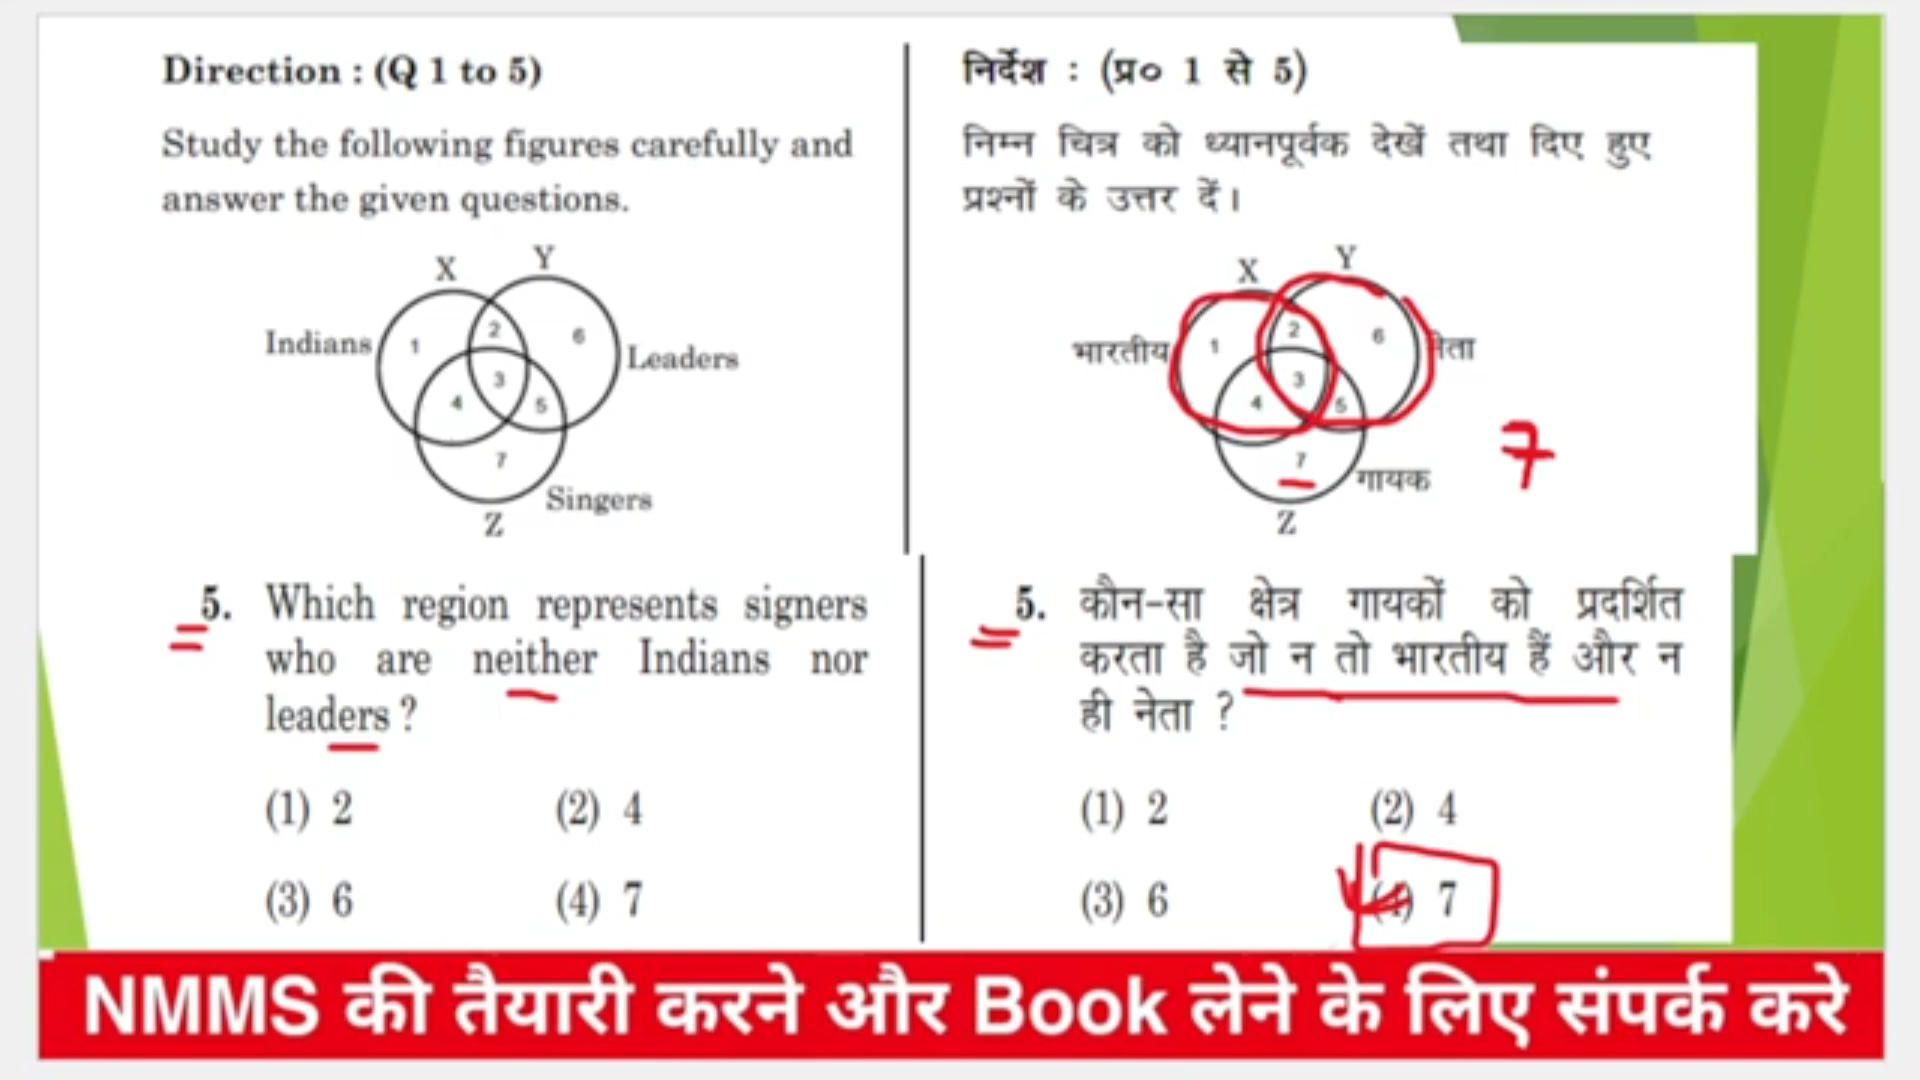 Direction : (Q 1 to 5)
Study the following figures carefully and
answer the given questions.
X
Y
Indians
1
2
6
Leaders
3
4
5
7
Singers
Z
5. Which region represents signers
who are neither Indians nor
leaders ?
(1) 2 (2) 4
(3) 6 (4) 7
निर्देश : (प्र० 1 से 5)
निम्न चित्र को ध्यानपूर्वक देखें तथा दिए हुए
प्रश्नों के उत्तर दें।
X
Y
भारतीय
1
2
6
नेता
3
4
5
7
गायक
Z
7
5. कौन-सा क्षेत्र गायकों को प्रदर्शित
करता है जो न तो भारतीय हैं और न
ही नेता ?
(1) 2 (2) 4
(3) 6 (4) 7
NMMS की तैयारी करने और Book लेने के लिए संपर्क करे